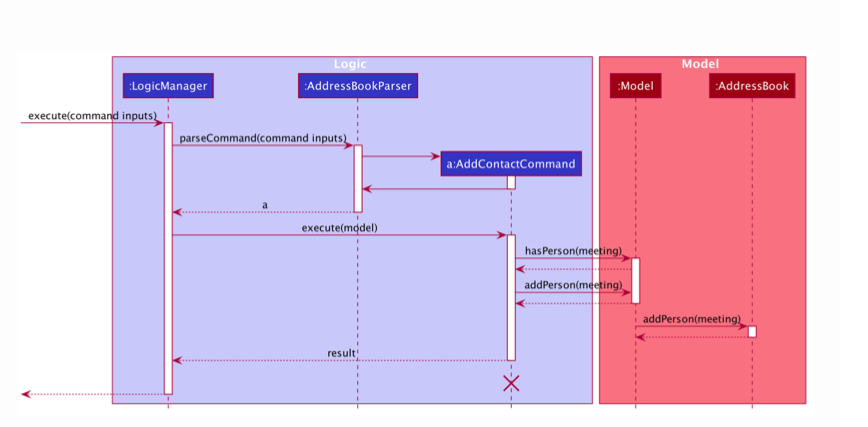 Logic
Model
:LogicManager
:AddressBookParser
:Model
:AddressBook
execute(command inputs)
parseCommand(command inputs)
a:AddContactCommand
a
execute(model)
hasPerson(meeting)
addPerson(meeting)
addPerson(meeting)
result